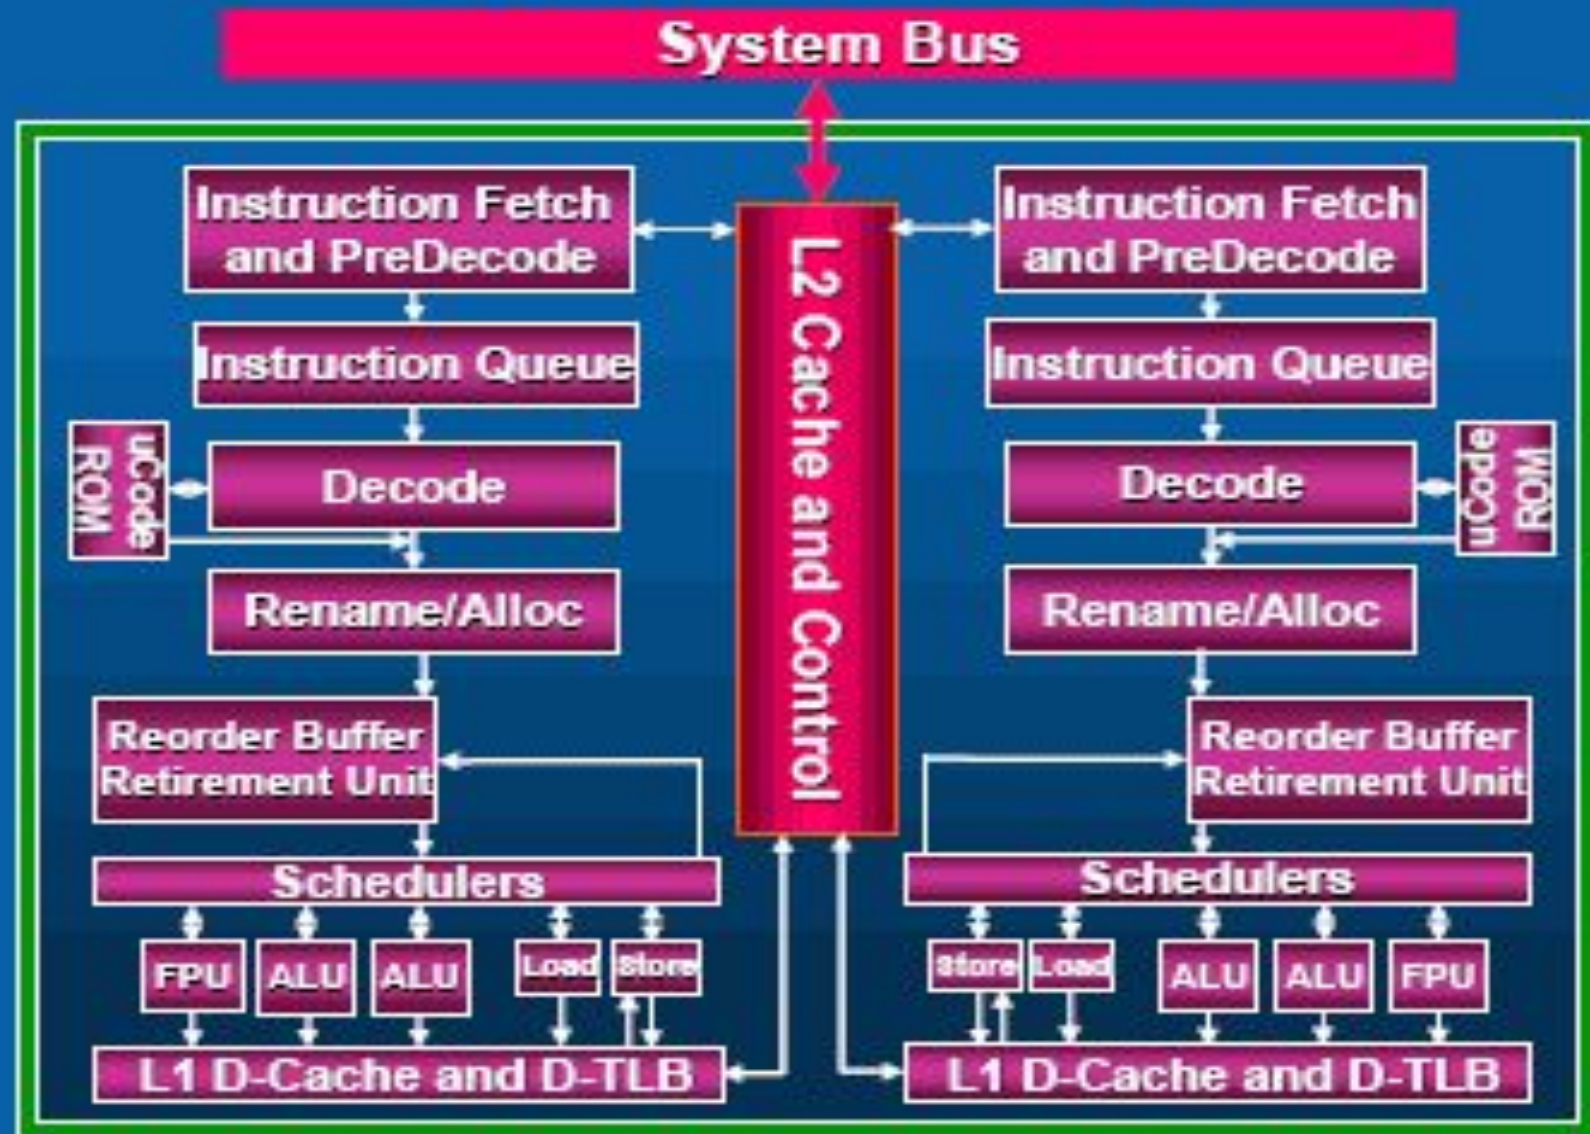 System Bus
Instruction Fetch
and PreDecode
Instruction Queue
uCode
ROM
Decode
Rename/Alloc
Reorder Buffer
Retirement Unit
Schedulers
FPU
ALU
ALU
Load
Store
L1 D-Cache and D-TLB
L2 Cache and Control
Instruction Fetch
and PreDecode
Instruction Queue
Decode
uCode
ROM
Rename/Alloc
Reorder Buffer
Retirement Unit
Schedulers
Store
Load
ALU
ALU
FPU
L1 D-Cache and D-TLB